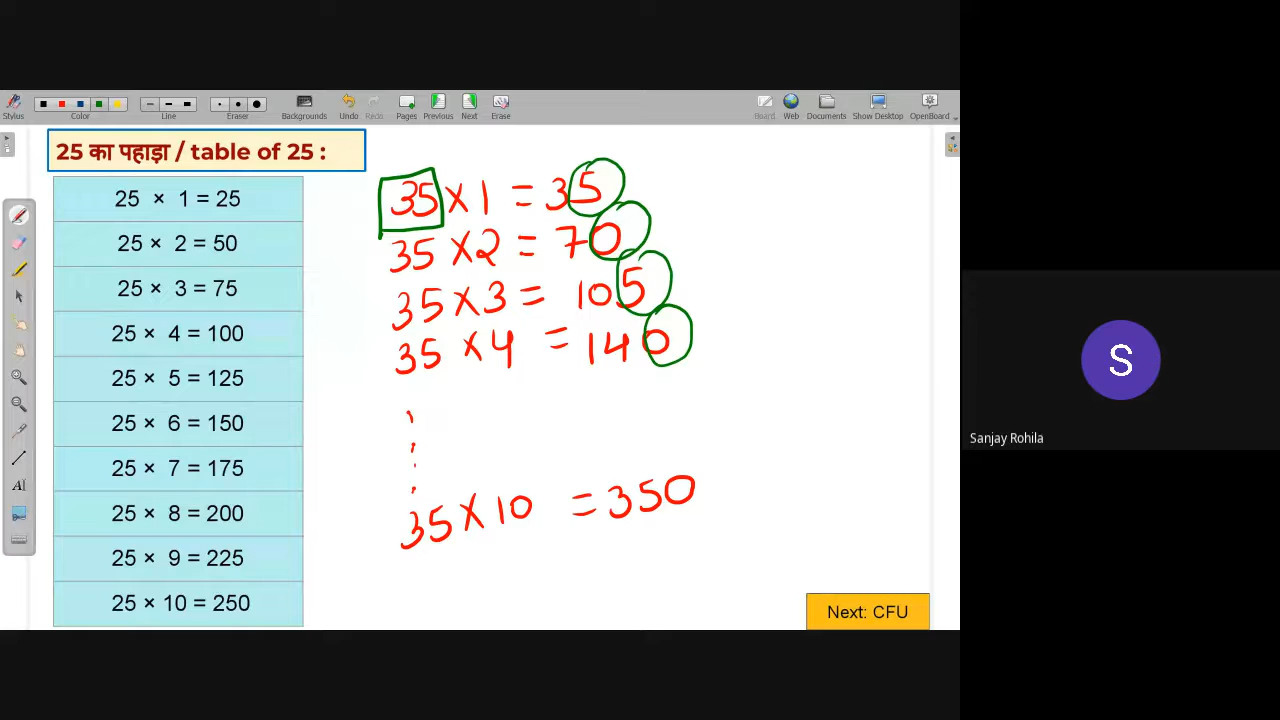 Stylus Color Line Eraser Backgrounds Undo Redo Pages Previous Next Erase Board Web Documents Show Desktop OpenBoard
25 का पहाड़ा / table of 25 :
25 × 1 = 25
25 × 2 = 50
25 × 3 = 75
25 × 4 = 100
25 × 5 = 125
25 × 6 = 150
25 × 7 = 175
25 × 8 = 200
25 × 9 = 225
25 × 10 = 250
35 × 1 = 35
35 × 2 = 70
35 × 3 = 105
35 × 4 = 140
35 × 10 = 350
Next: CFU
S
Sanjay Rohila